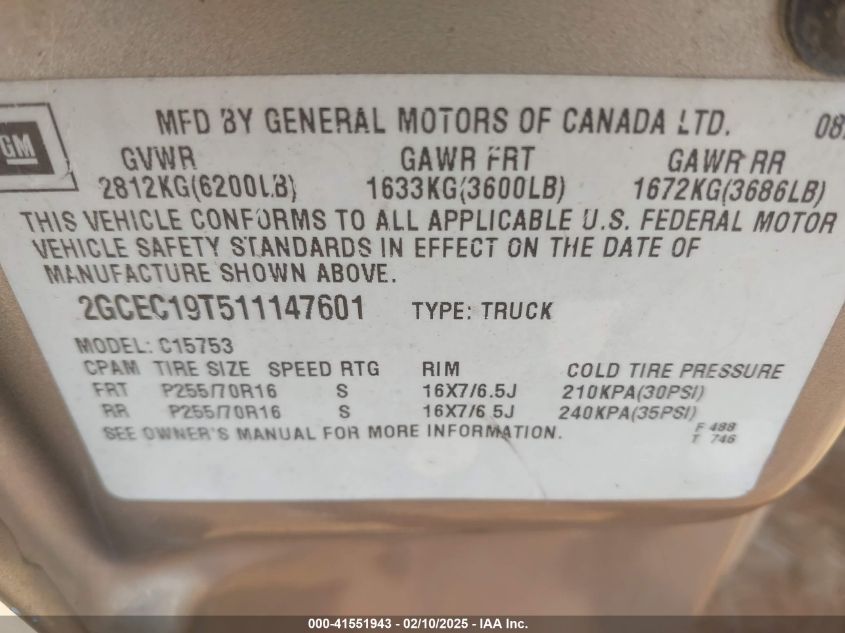 GM
MFD BY GENERAL MOTORS OF CANADA LTD. 08
GVWR GAWR FRT GAWR RR
2812KG(6200LB) 1633KG(3600LB) 1672KG(3686LB)
THIS VEHICLE CONFORMS TO ALL APPLICABLE U.S. FEDERAL MOTOR
VEHICLE SAFETY STANDARDS IN EFFECT ON THE DATE OF
MANUFACTURE SHOWN ABOVE.
2GCEC19T511147601 TYPE: TRUCK
MODEL: C15753
CPAM TIRE SIZE SPEED RTG RIM COLD TIRE PRESSURE
FRT P255/70R16 S 16X7/6.5J 210KPA(30PSI)
RR P255/70R16 S 16X7/6.5J 240KPA(35PSI)
SEE OWNER'S MANUAL FOR MORE INFORMATION. F 488
T 746
000-41551943 — 02/10/2025 - IAA Inc.